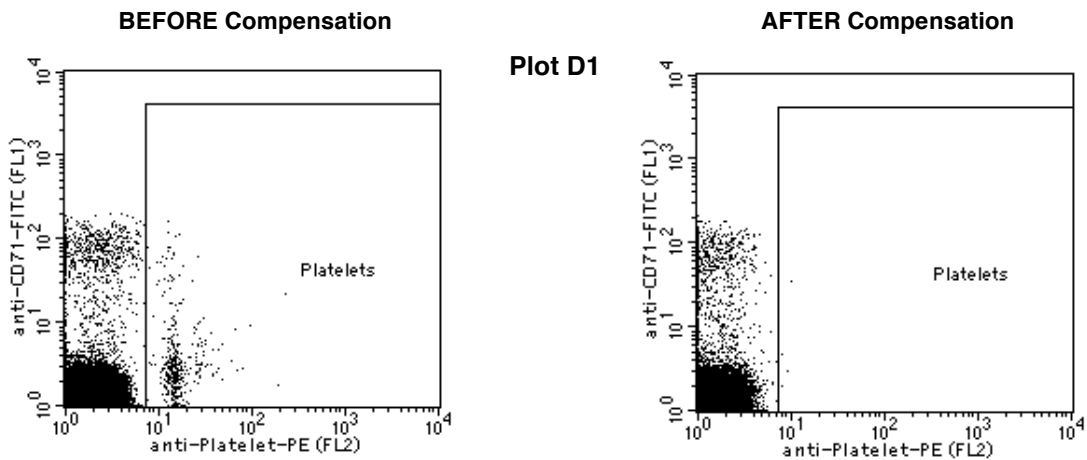 BEFORE Compensation
AFTER Compensation
Plot D1
10^4
10^3
10^2
10^1
10^0
anti-CD71-FITC (FL1)
Platelets
10^0 10^1 10^2 10^3 10^4
anti-Platelet-PE (FL2)
10^4
10^3
10^2
10^1
10^0
anti-CD71-FITC (FL1)
Platelets
10^0 10^1 10^2 10^3 10^4
anti-Platelet-PE (FL2)